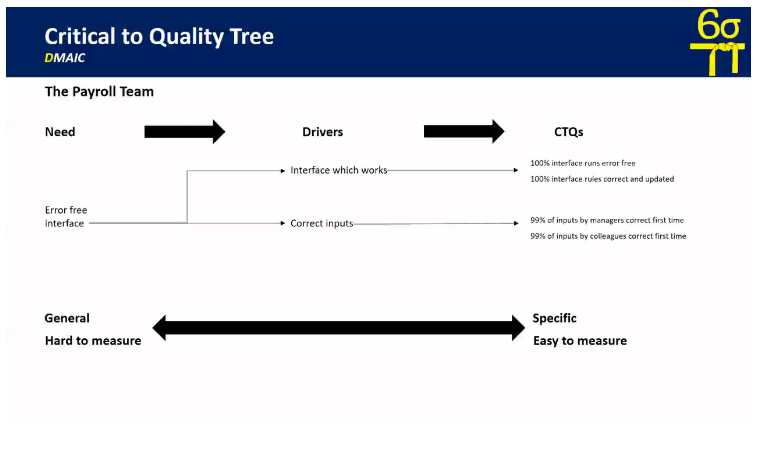 Critical to Quality Tree
DMAIC
6σ
The Payroll Team
Need
Drivers
CTQs
Interface which works
100% interface runs error free
100% interface rules correct and updated
Error free
interface
Correct inputs
99% of inputs by managers correct first time
99% of inputs by colleagues correct first time
General
Hard to measure
Specific
Easy to measure